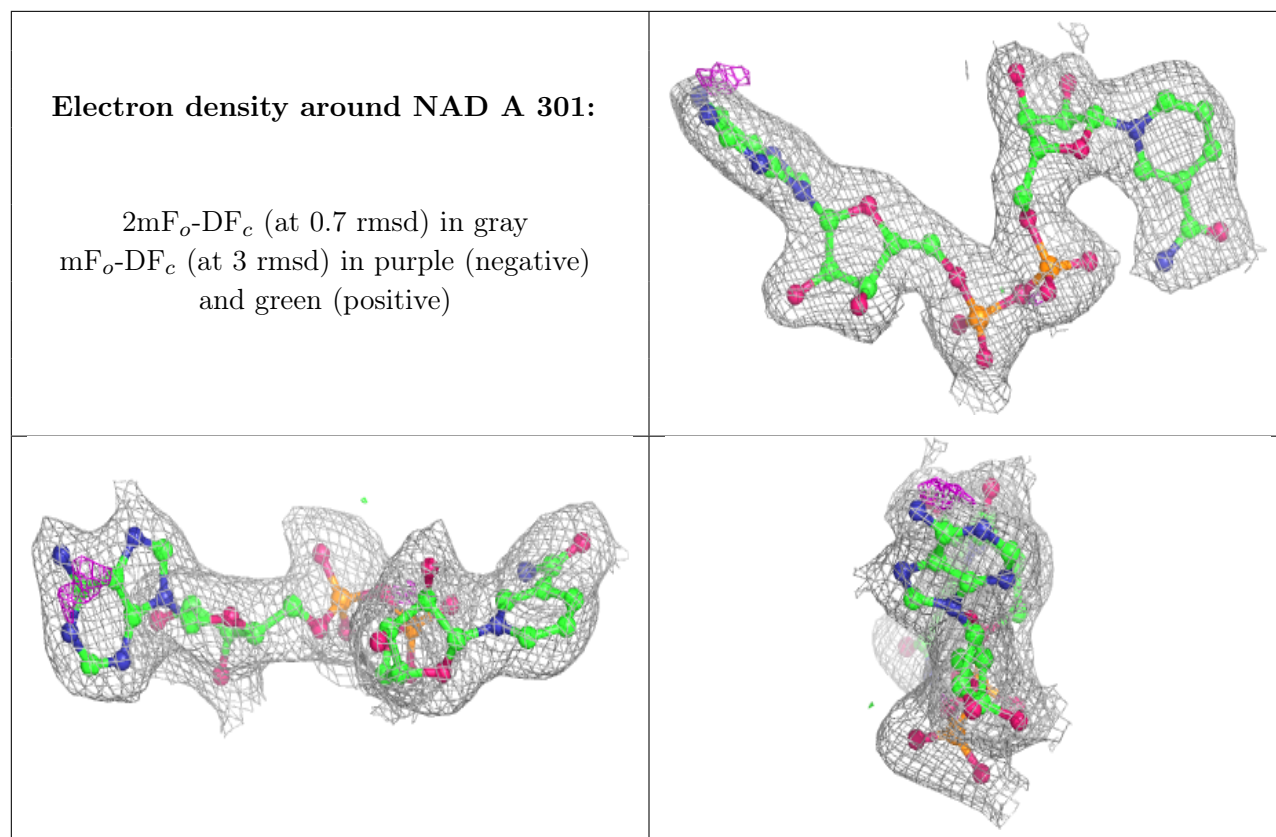 Electron density around NAD A 301:
2mFo-DFc (at 0.7 rmsd) in gray
mFo-DFc (at 3 rmsd) in purple (negative)
and green (positive)